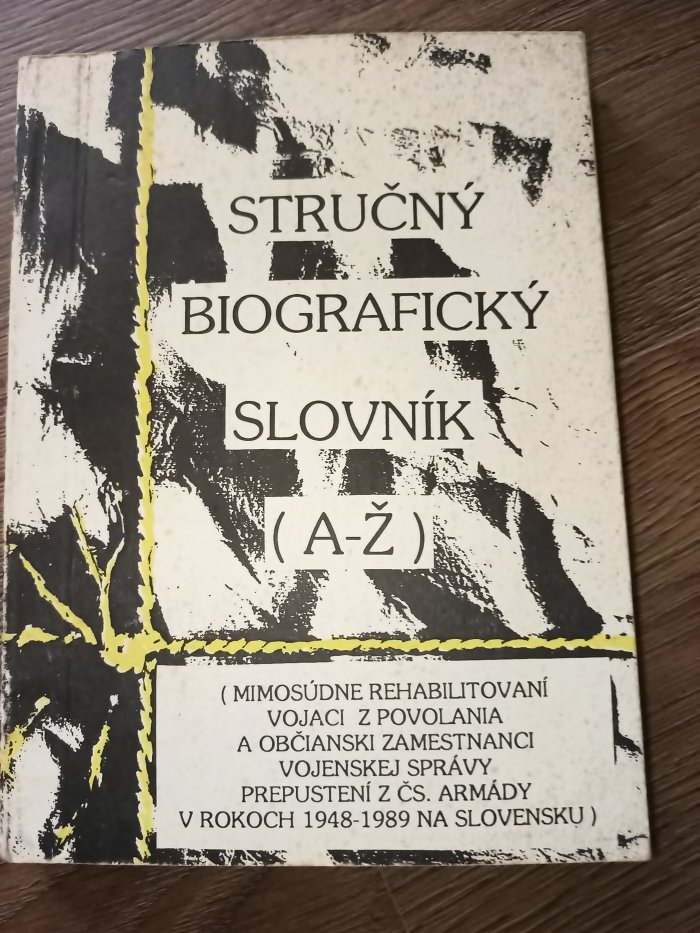 STRUČNÝ
BIOGRAFICKÝ
SLOVNÍK
( A-Ž )
( MIMOSÚDNE REHABILITOVANÍ
VOJACI Z POVOLANIA
A OBČIANSKI ZAMESTNANCI
VOJENSKEJ SPRÁVY
PREPUSTENÍ Z ČS. ARMÁDY
V ROKOCH 1948-1989 NA SLOVENSKU )